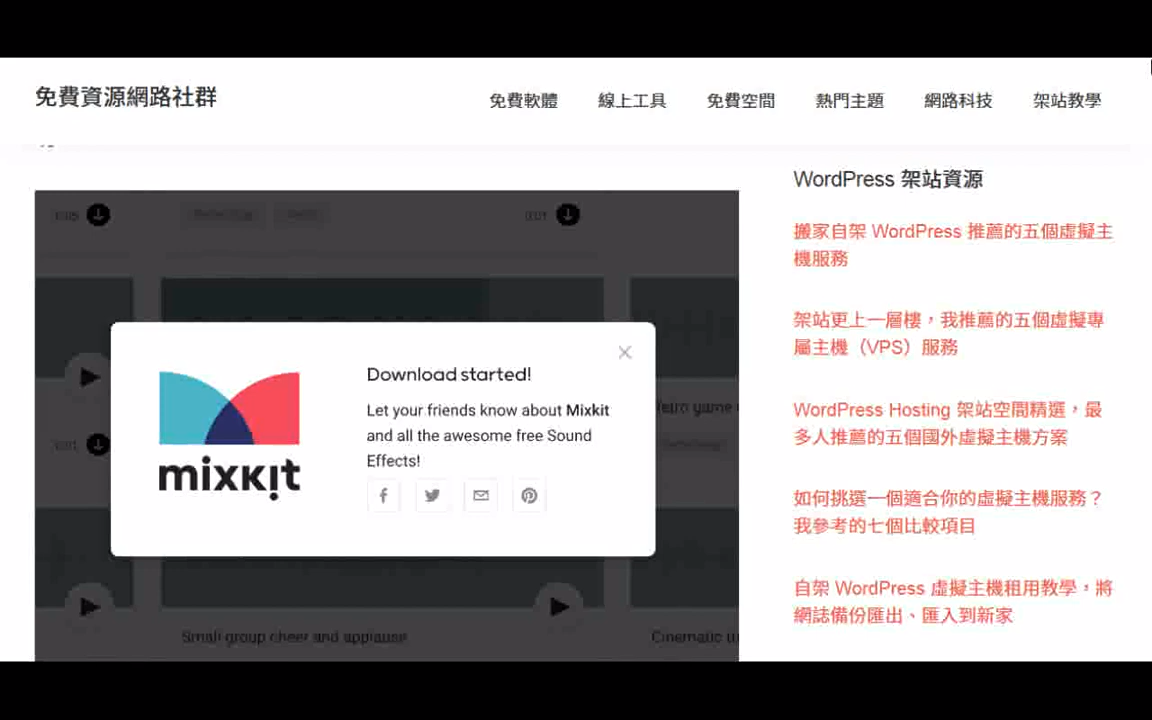 免費資源網路社群
免費軟體
線上工具
免費空間
熱門主題
網路科技
架站教學
WordPress 架站資源
搬家自架 WordPress 推薦的五個虛擬主
機服務
架站更上一層樓，我推薦的五個虛擬專
屬主機（VPS）服務
WordPress Hosting 架站空間精選，最
多人推薦的五個國外虛擬主機方案
如何挑選一個適合你的虛擬主機服務？
我參考的七個比較項目
自架 WordPress 虛擬主機租用教學，將
網誌備份匯出、匯入到新家
0:01
Download started!
Let your friends know about Mixkit
and all the awesome free Sound
Effects!
mixkit
Retro game
Small group cheer and applause
Cinematic